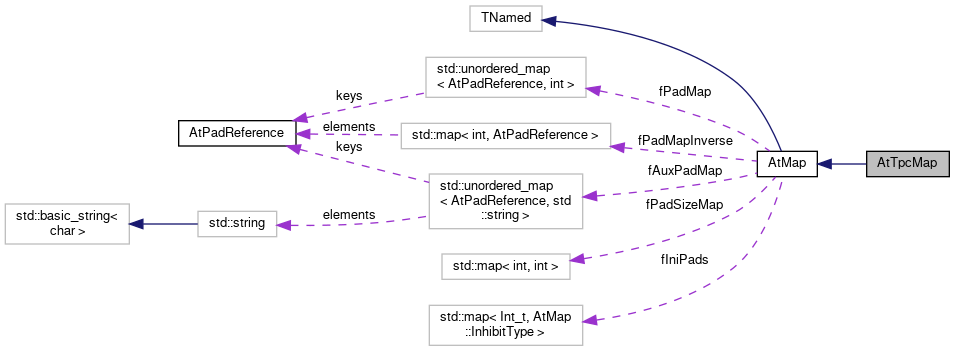 TNamed
std::unordered_map
< AtPadReference, int >
fPadMap
keys
AtPadReference
elements
std::map< int, AtPadReference >
fPadMapInverse
keys
AtMap
AtTpcMap
fAuxPadMap
std::unordered_map
< AtPadReference, std
::string >
fPadSizeMap
std::basic_string<
char >
std::string
elements
std::map< int, int >
fIniPads
std::map< Int_t, AtMap
::InhibitType >